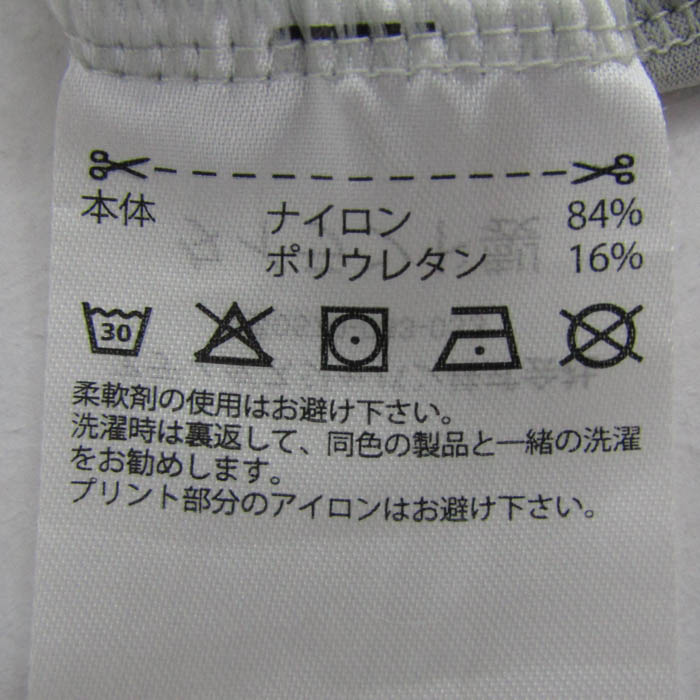 本体 ナイロン 84%
ポリウレタン 16%
30
柔軟剤の使用はお避け下さい。
洗濯時は裏返して、同色の製品と一緒の洗濯
をお勧めします。
プリント部分のアイロンはお避け下さい。